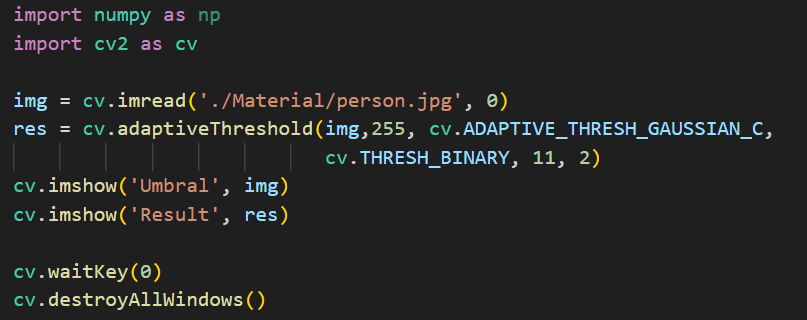 import numpy as np
import cv2 as cv
img = cv.imread('./Material/person.jpg', 0)
res = cv.adaptiveThreshold(img,255, cv.ADAPTIVE_THRESH_GAUSSIAN_C,
cv.THRESH_BINARY, 11, 2)
cv.imshow('Umbral', img)
cv.imshow('Result', res)
cv.waitKey(0)
cv.destroyAllWindows()